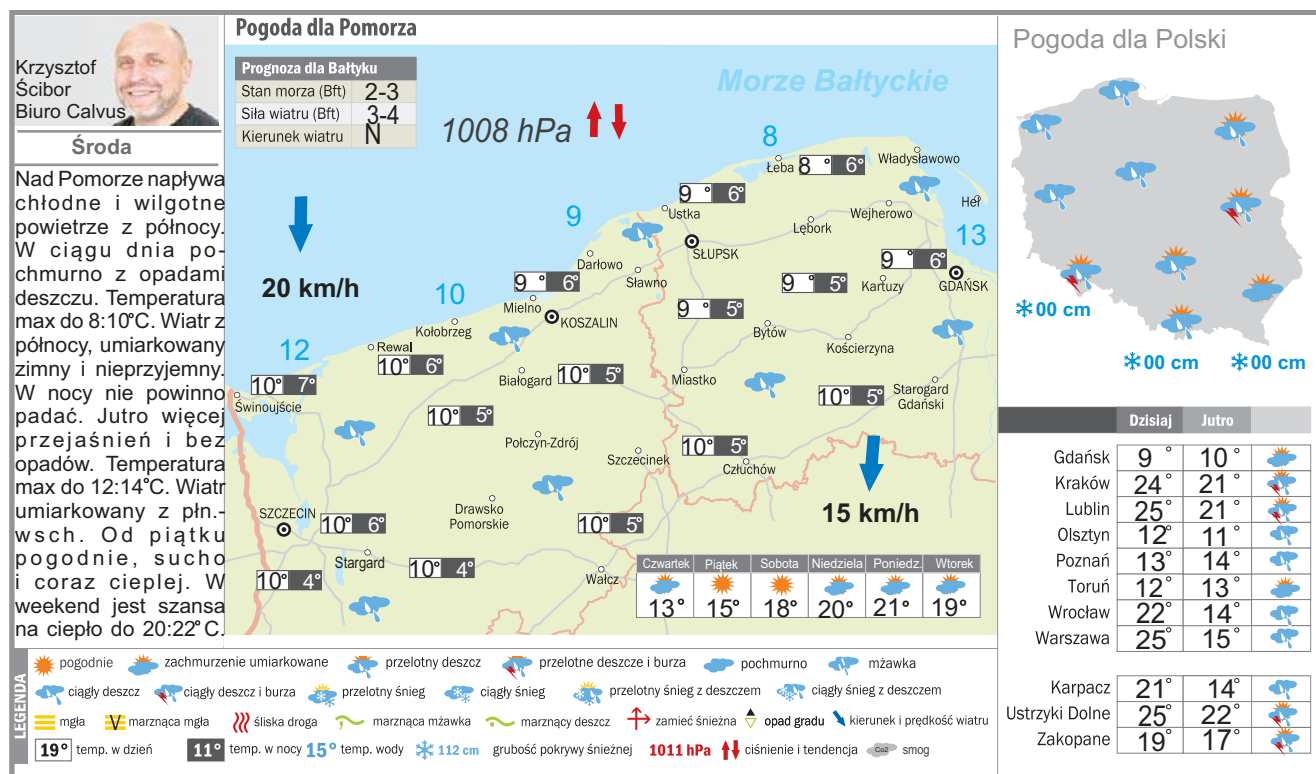 Krzysztof
Ścibor
Biuro Calvus
Środa
Nad Pomorze napływa
chłodne i wilgotne
powietrze z północy.
W ciągu dnia po-
chmurno z opadami
deszczu. Temperatura
max do 8:10°C. Wiatr z
północy, umiarkowany
zimny i nieprzyjemny.
W nocy nie powinno
padać. Jutro więcej
przejaśnień i bez
opadów. Temperatura
max do 12:14°C. Wiatr
umiarkowany z płn.-
wsch. Od piątku
pogodnie, sucho
i coraz cieplej. W
weekend jest szansa
na ciepło do 20:22°C.
Pogoda dla Pomorza
Prognoza dla Bałtyku
Stan morza (Bft) 2-3
Siła wiatru (Bft) 3-4
Kierunek wiatru N
Morze Bałtyckie
1008 hPa
8
Łeba 8° 6°
Władysławowo
Hel
9° 6°
Ustka
Wejherowo
Lębork
9
13
SŁUPSK
9° 6°
GDAŃSK
20 km/h
Darłowo
Sławno
9° 6°
Mielno
9° 5°
Kartuzy
10
KOSZALIN
9° 5°
Bytów
Kołobrzeg
Kościerzyna
12
Rewal
10° 6°
Białogard
10° 5°
Miastko
10° 7°
Świnoujście
Starogard
Gdański
10° 5°
10° 5°
Połczyn-Zdrój
Szczecinek
10° 5°
Człuchów
15 km/h
Drawsko
Pomorskie
SZCZECIN
10° 6°
10° 5°
Stargard
10° 4°
Wałcz
10° 4°
Czwartek Piątek Sobota Niedziela Poniedz. Wtorek
13° 15° 18° 20° 21° 19°
Pogoda dla Polski
00 cm
00 cm
00 cm
Dzisiaj Jutro
Gdańsk 9° 10°
Kraków 24° 21°
Lublin 25° 21°
Olsztyn 12° 11°
Poznań 13° 14°
Toruń 12° 13°
Wrocław 22° 14°
Warszawa 25° 15°
Karpacz 21° 14°
Ustrzyki Dolne 25° 22°
Zakopane 19° 17°
LEGENDA
pogodnie zachmurzenie umiarkowane przelotny deszcz przelotne deszcze i burza pochmurno mżawka
ciągły deszcz ciągły deszcz i burza przelotny śnieg ciągły śnieg przelotny śnieg z deszczem ciągły śnieg z deszczem
mgła marznąca mgła śliska droga marznąca mżawka marznący deszcz zamieć śnieżna opad gradu kierunek i prędkość wiatru
19° temp. w dzień 11° temp. w nocy 15° temp. wody 112 cm grubość pokrywy śnieżnej 1011 hPa ciśnienie i tendencja Co2 smog